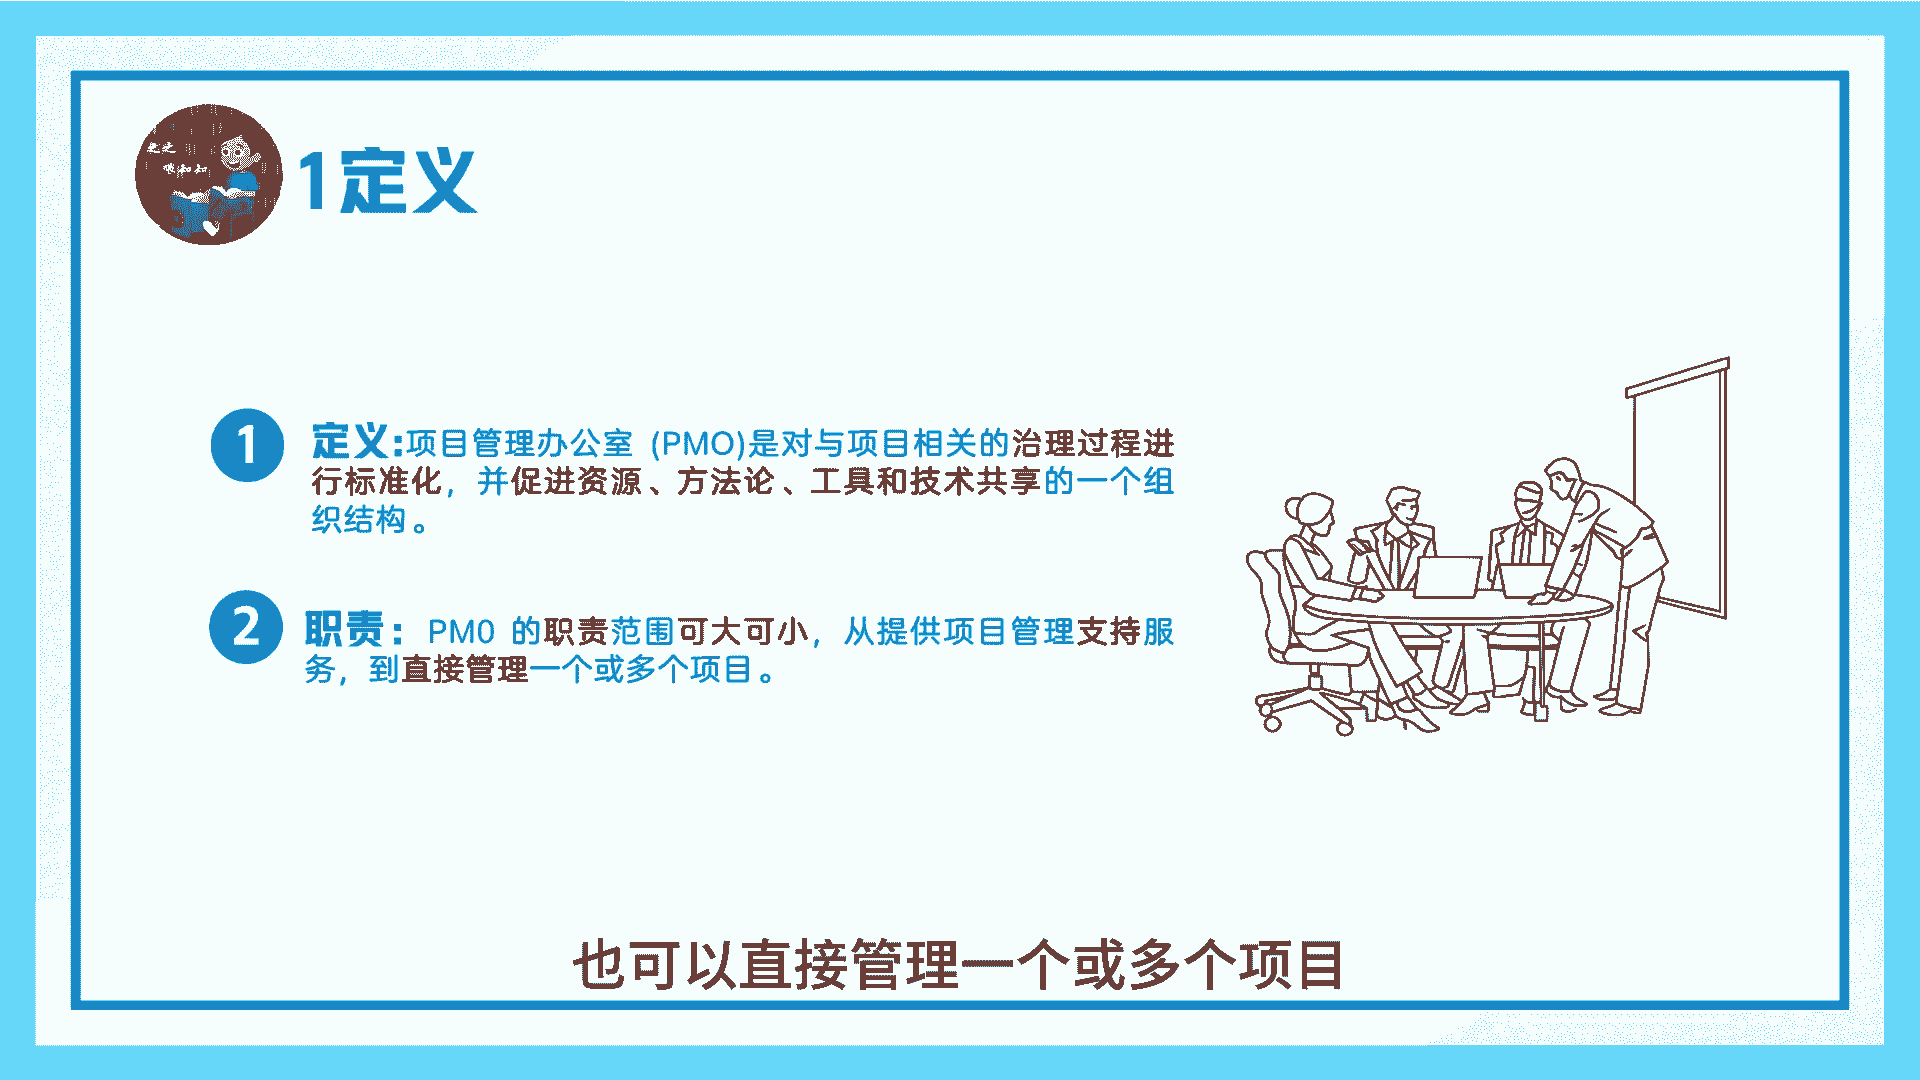 1定义
1
定义:项目管理办公室 (PMO)是对与项目相关的治理过程进
行标准化，并促进资源、方法论、工具和技术共享的一个组
织结构。
2
职责：PM0 的职责范围可大可小，从提供项目管理支持服
务，到直接管理一个或多个项目。
也可以直接管理一个或多个项目